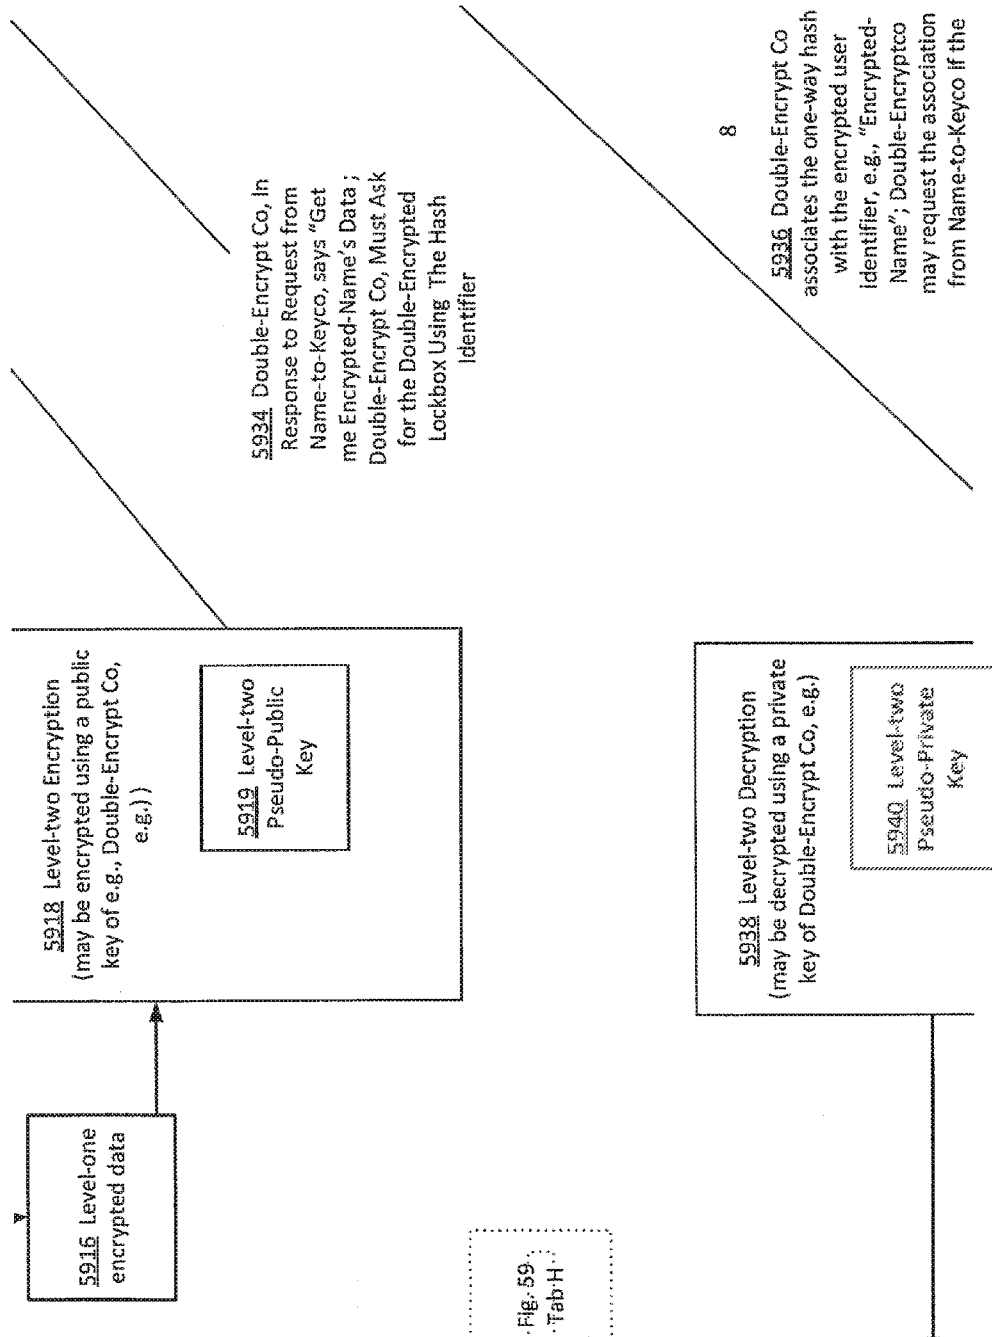 5916 Level-one
encrypted data
5918 Level-two Encryption
(may be encrypted using a public
key of e.g., Double-Encrypt Co,
e.g.))
5919 Level-two
Pseudo-Public
Key
5934 Double-Encrypt Co, In
Response to Request from
Name-to-Keyco, says "Get
me Encrypted-Name's Data;
Double-Encrypt Co, Must Ask
for the Double-Encrypted
Lockbox Using The Hash
Identifier
Fig. 59
Tab H
5938 Level-two Decryption
(may be decrypted using a private
key of Double-Encrypt Co, e.g.)
5940 Level-two
Pseudo-Private
Key
8
5936 Double-Encrypt Co
associates the one-way hash
with the encrypted user
identifier, e.g., "Encrypted-
Name"; Double-Encryptco
may request the association
from Name-to-Keyco if the